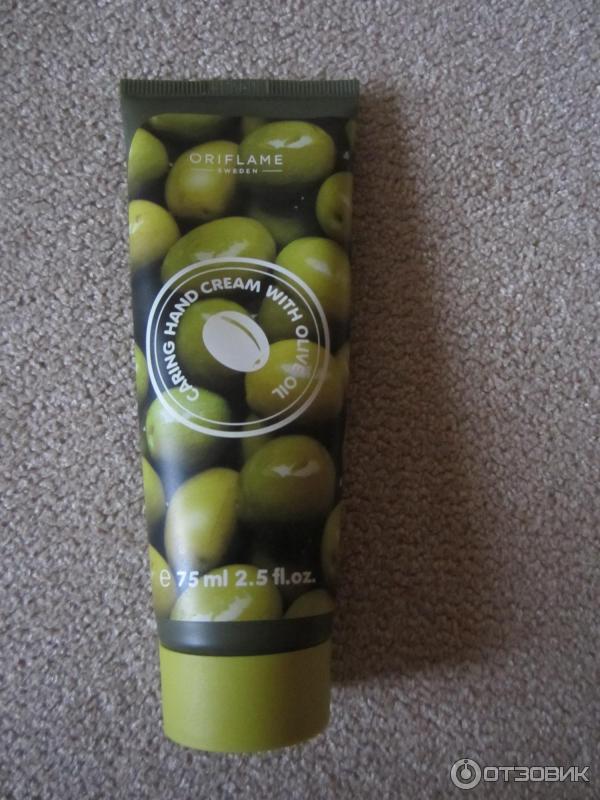 ORIFLAME
SWEDEN
CARING HAND CREAM WITH OLIVE OIL
e 75 ml 2.5 fl.oz.
ОТЗОВИК